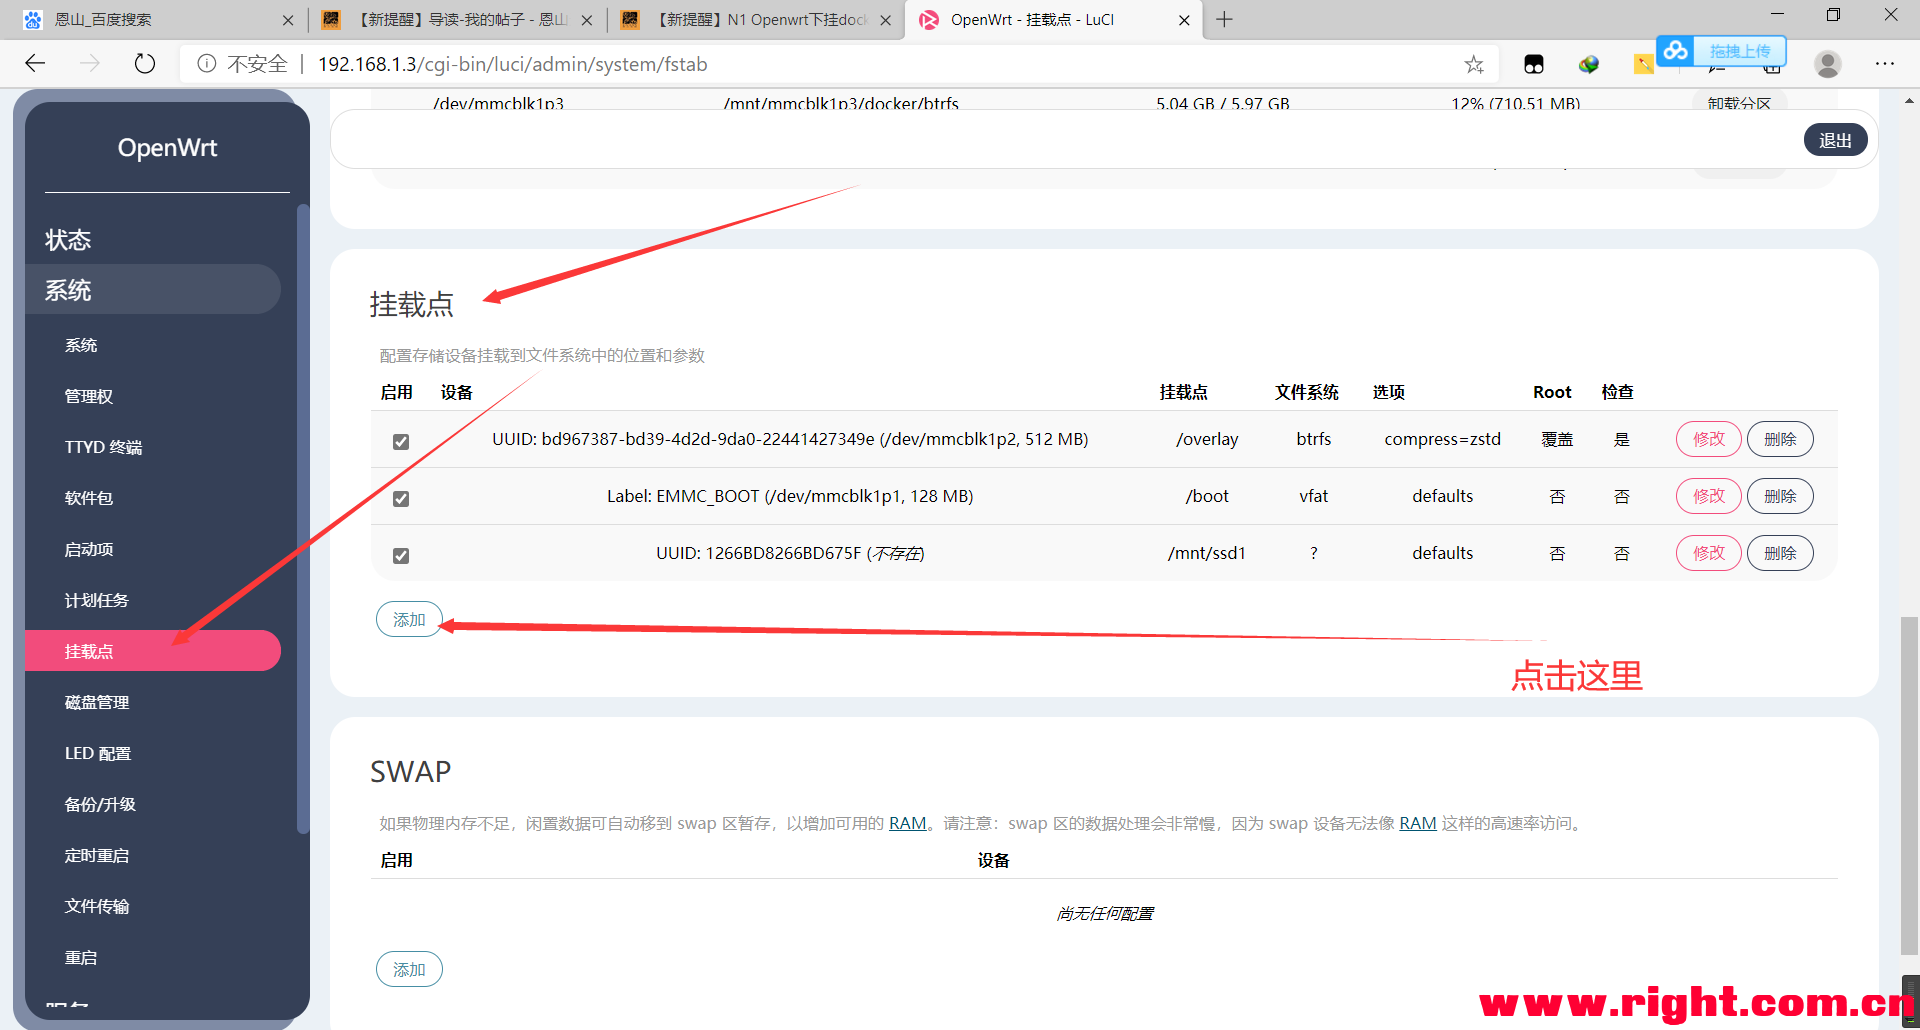 恩山_百度搜索
【新提醒】导读-我的帖子 - 恩山
【新提醒】N1 Openwrt下挂dock
OpenWrt - 挂载点 - LuCI
不安全
192.168.1.3/cgi-bin/luci/admin/system/fstab
拖拽上传
OpenWrt
状态
系统
系统
管理权
TTYD 终端
软件包
启动项
计划任务
挂载点
磁盘管理
LED 配置
备份/升级
定时重启
文件传输
重启
/dev/mmcblk1p3 /mnt/mmcblk1p3/docker/btrfs 5.04 GB / 5.97 GB 12% (710.51 MB) 卸载分区
退出
挂载点
配置存储设备挂载到文件系统中的位置和参数
启用 设备 挂载点 文件系统 选项 Root 检查
UUID: bd967387-bd39-4d2d-9da0-22441427349e (/dev/mmcblk1p2, 512 MB) /overlay btrfs compress=zstd 覆盖 是 修改 删除
Label: EMMC_BOOT (/dev/mmcblk1p1, 128 MB) /boot vfat defaults 否 否 修改 删除
UUID: 1266BD8266BD675F (不存在) /mnt/ssd1 ? defaults 否 否 修改 删除
添加
点击这里
SWAP
如果物理内存不足，闲置数据可自动移到 swap 区暂存，以增加可用的 RAM。请注意：swap 区的数据处理会非常慢，因为 swap 设备无法像 RAM 这样的高速率访问。
启用 设备
尚无任何配置
添加
www.right.com.cn